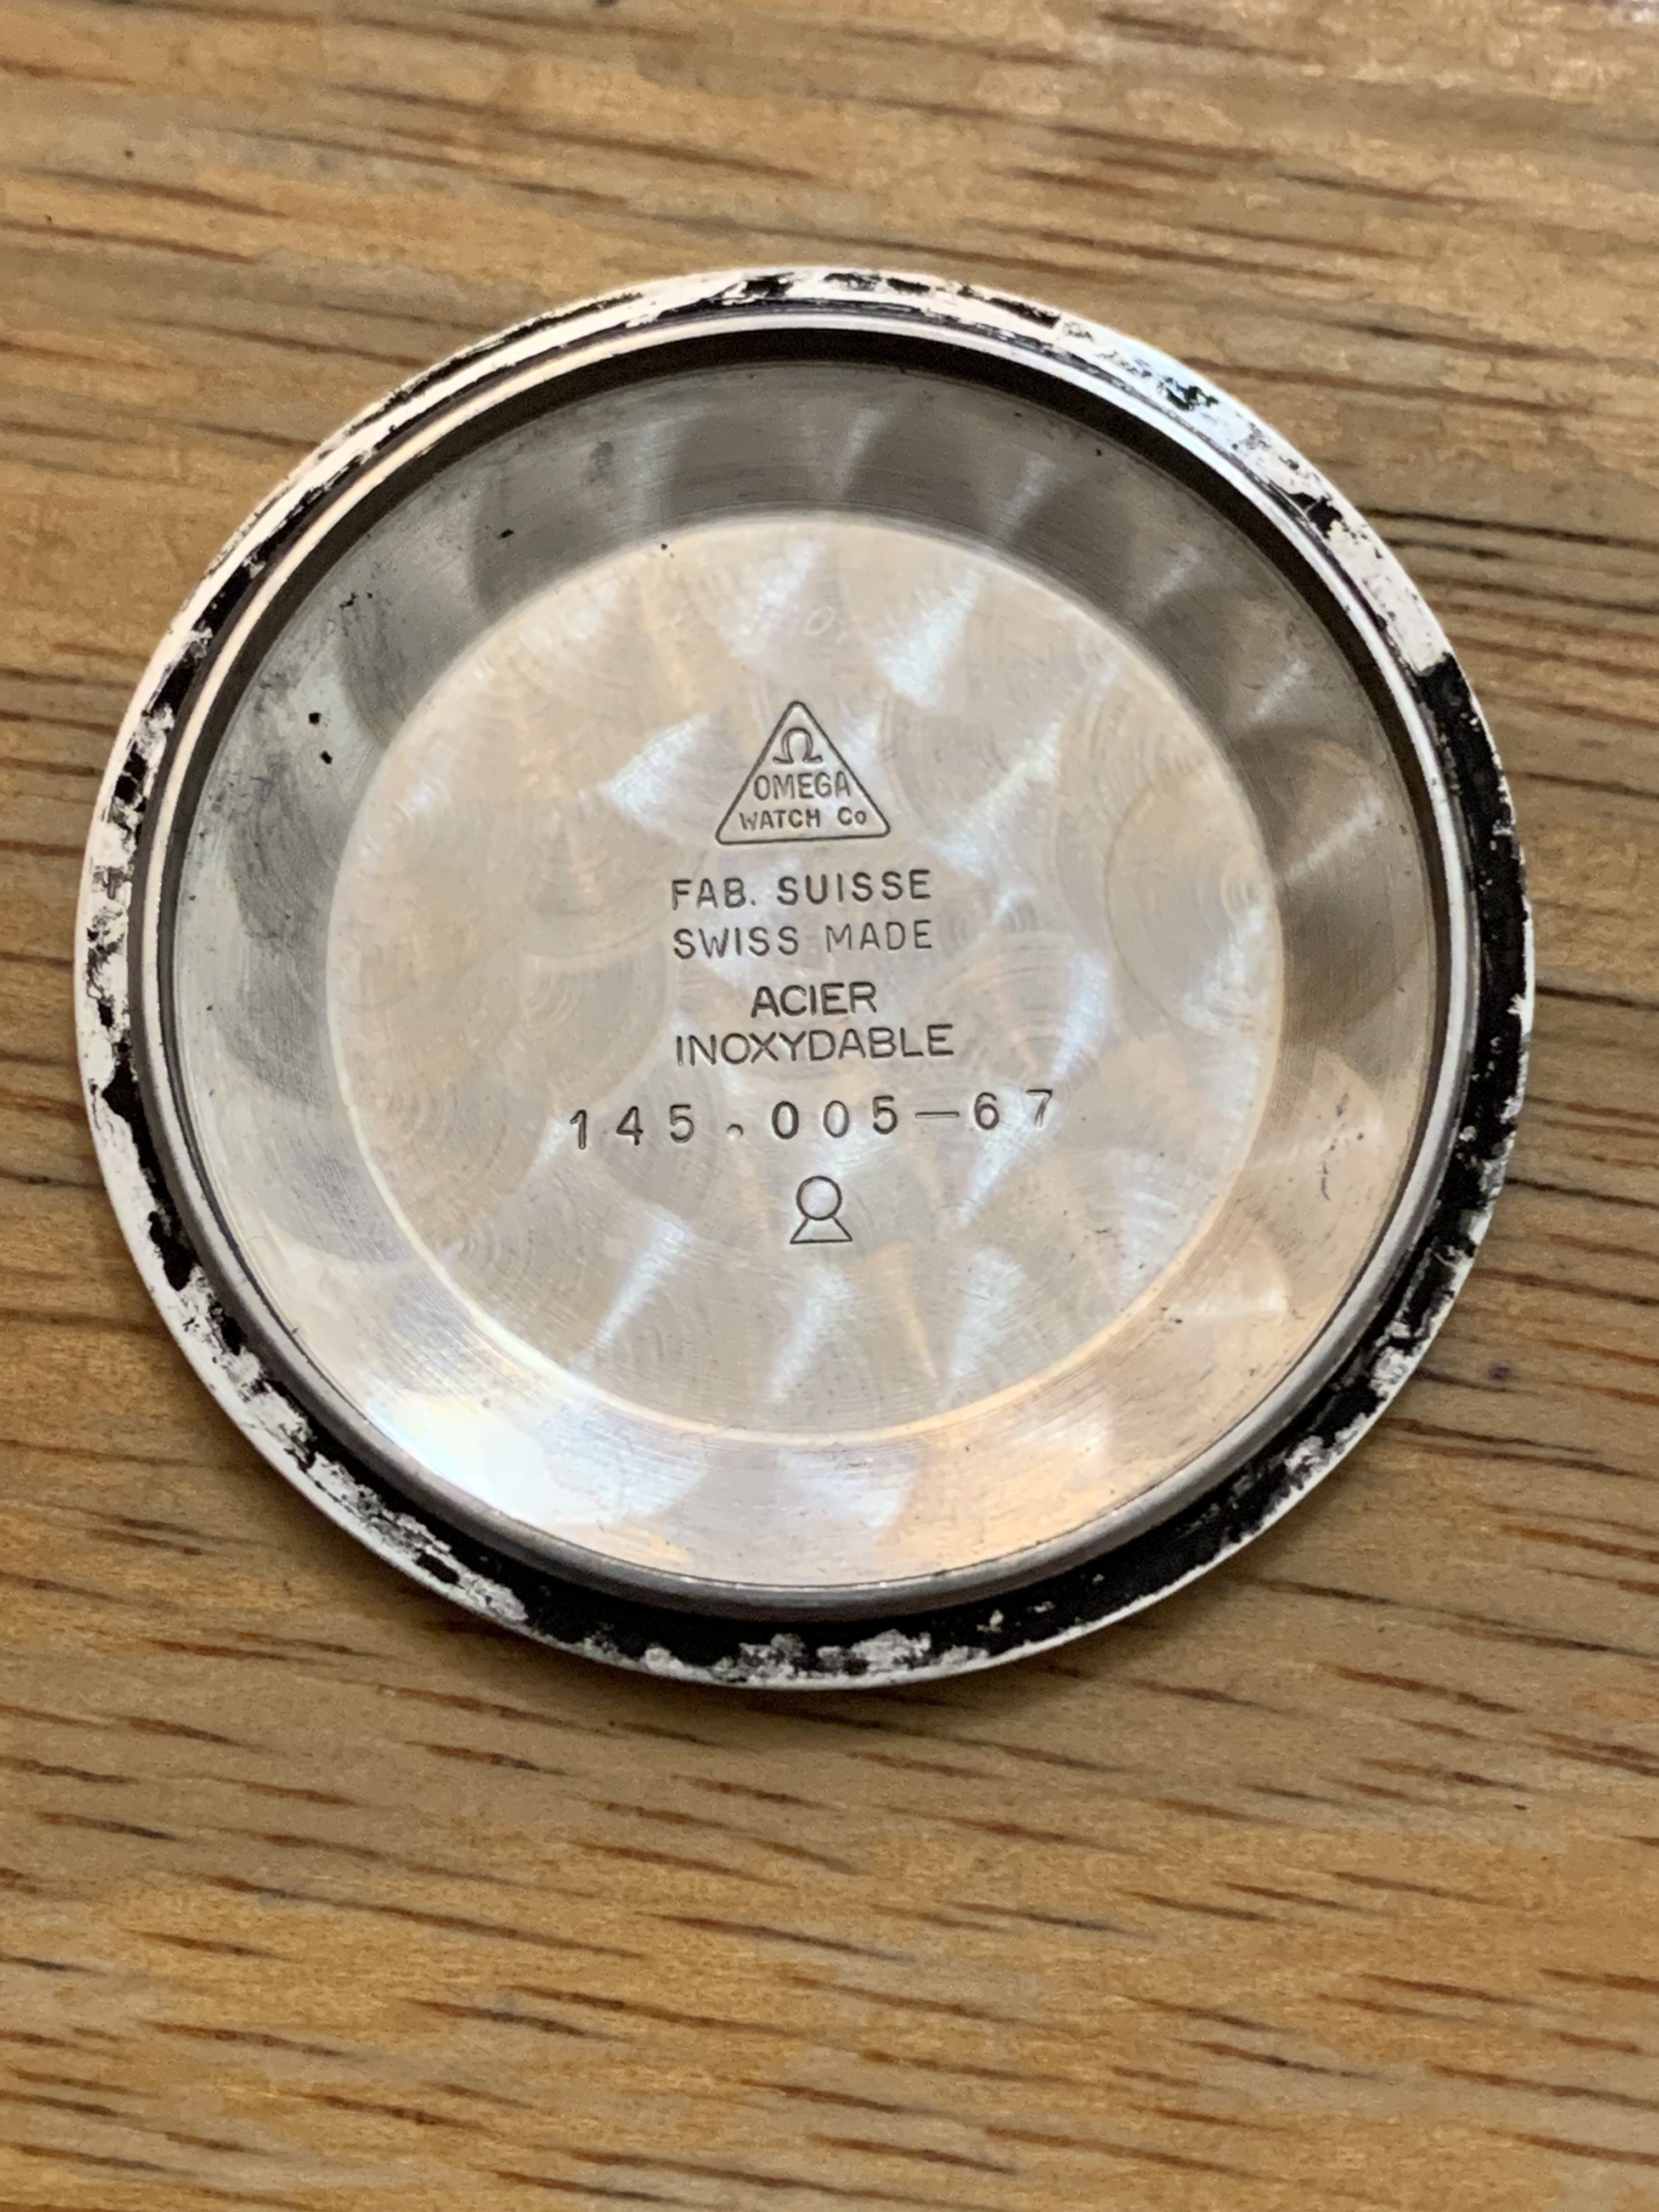 Ω
OMEGA
WATCH Co
FAB. SUISSE
SWISS MADE
ACIER
INOXYDABLE
145.005-67